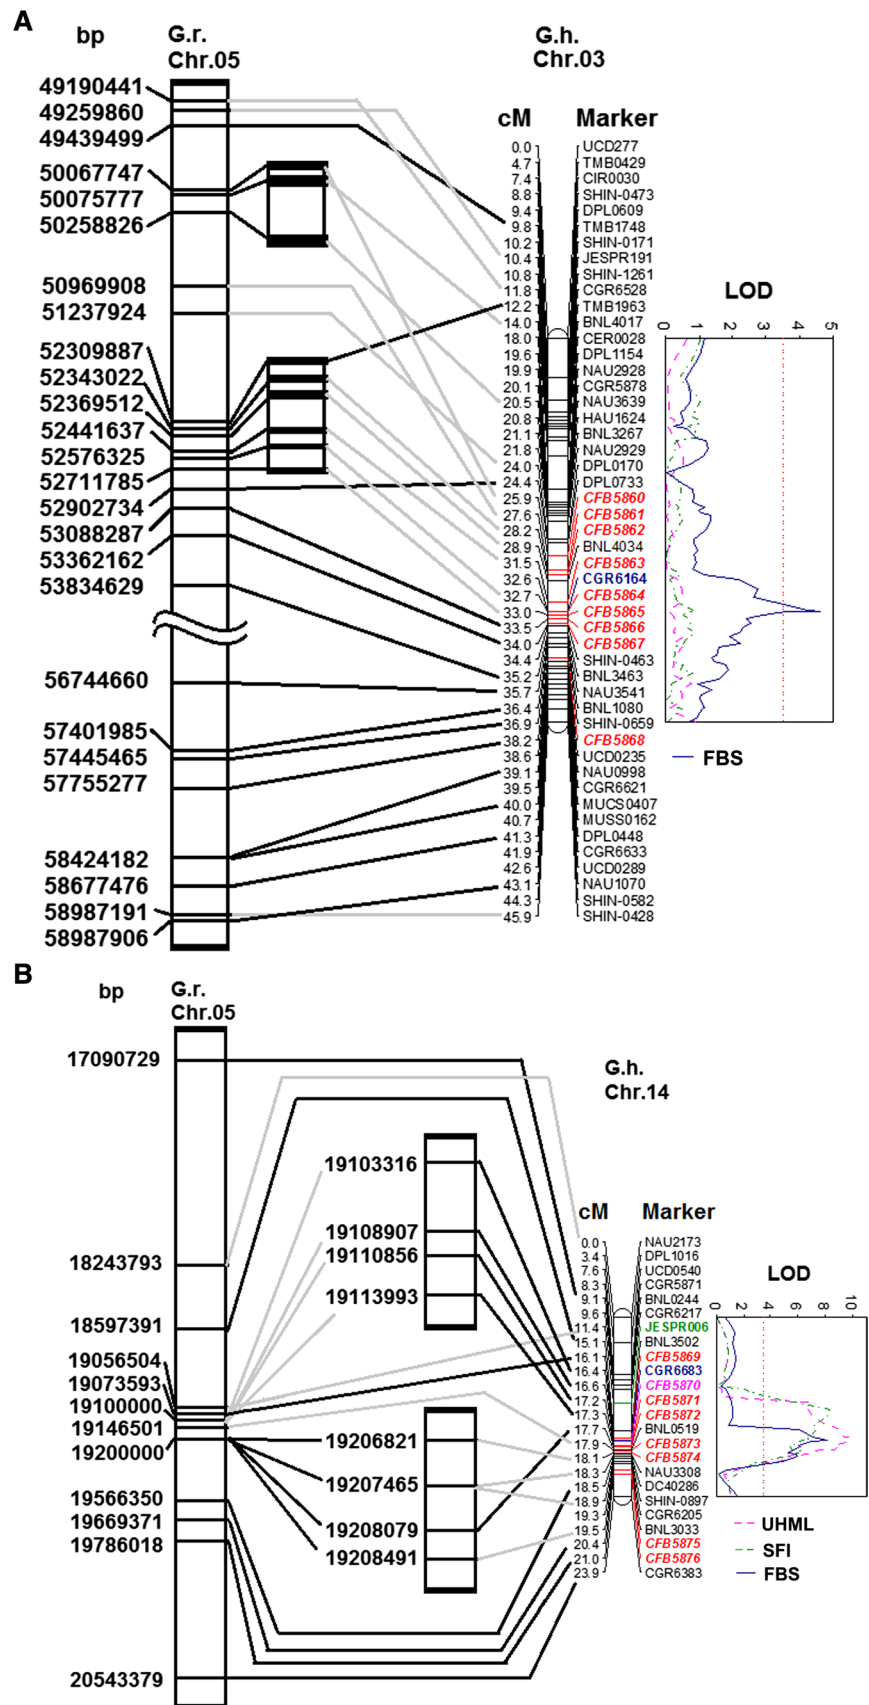 A
bp
G.r.
Chr.05
G.h.
Chr.03
49190441
49259860
49439499
50067747
50075777
50258826
50969908
51237924
52309887
52343022
52369512
52441637
52576325
52711785
52902734
53088287
53362162
53834629
56744660
57401985
57445465
57755277
58424182
58677476
58987191
58987906
cM Marker
0.0 UCD277
4.7 TMB0429
7.4 CIR0030
8.8 SHIN-0473
9.4 DPL0609
9.8 TMB1748
10.2 SHIN-0171
10.4 JESPR191
10.8 SHIN-1261
11.8 CGR6528
12.2 TMB1963
14.0 BNL4017
18.0 CER0028
19.6 DPL1154
19.9 NAU2928
20.1 CGR5878
20.5 NAU3639
20.8 HAU1624
21.1 BNL3267
21.8 NAU2929
24.0 DPL0170
24.4 DPL0733
25.9 CFB5860
27.6 CFB5861
28.2 CFB5862
28.9 BNL4034
31.5 CFB5863
32.6 CGR6164
32.7 CFB5864
33.0 CFB5865
33.5 CFB5866
34.0 CFB5867
34.4 SHIN-0463
35.2 BNL3463
35.7 NAU3541
36.4 BNL1080
36.9 SHIN-0659
38.2 CFB5868
38.6 UCD0235
39.1 NAU0998
39.5 CGR6621
40.0 MUCS0407
40.7 MUSS0162
41.3 DPL0448
41.9 CGR6633
42.6 UCD0289
43.1 NAU1070
44.3 SHIN-0582
45.9 SHIN-0428
LOD
0 1 2 3 4 5
FBS
B
bp
G.r.
Chr.05
G.h.
Chr.14
17090729
18243793
18597391
19056504
19073593
19100000
19146501
19200000
19566350
19669371
19786018
20543379
19103316
19108907
19110856
19113993
19206821
19207465
19208079
19208491
cM Marker
0.0 NAU2173
3.4 DPL1016
7.6 UCD0540
8.3 CGR5871
9.1 BNL0244
9.6 CGR6217
11.4 JESPR006
15.1 BNL3502
16.1 CFB5869
16.4 CGR6683
16.6 CFB5870
17.2 CFB5871
17.3 CFB5872
17.7 BNL0519
17.9 CFB5873
18.1 CFB5874
18.3 NAU3308
18.5 DC40286
18.9 SHIN-0897
19.3 CGR6205
19.5 BNL3033
20.4 CFB5875
21.0 CFB5876
23.9 CGR6383
LOD
0 2 4 6 8 10
UHML
SFI
FBS